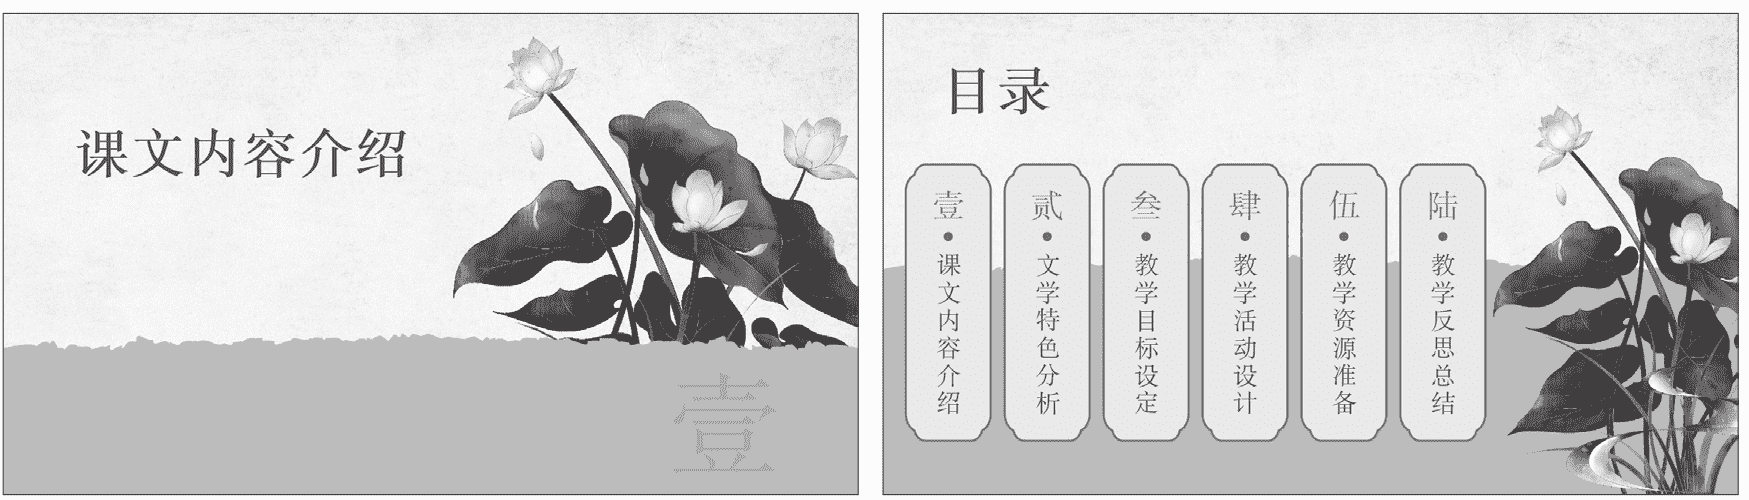 课文内容介绍
壹
目录
壹·课文内容介绍
贰·文学特色分析
叁·教学目标设定
肆·教学活动设计
伍·教学资源准备
陆·教学反思总结